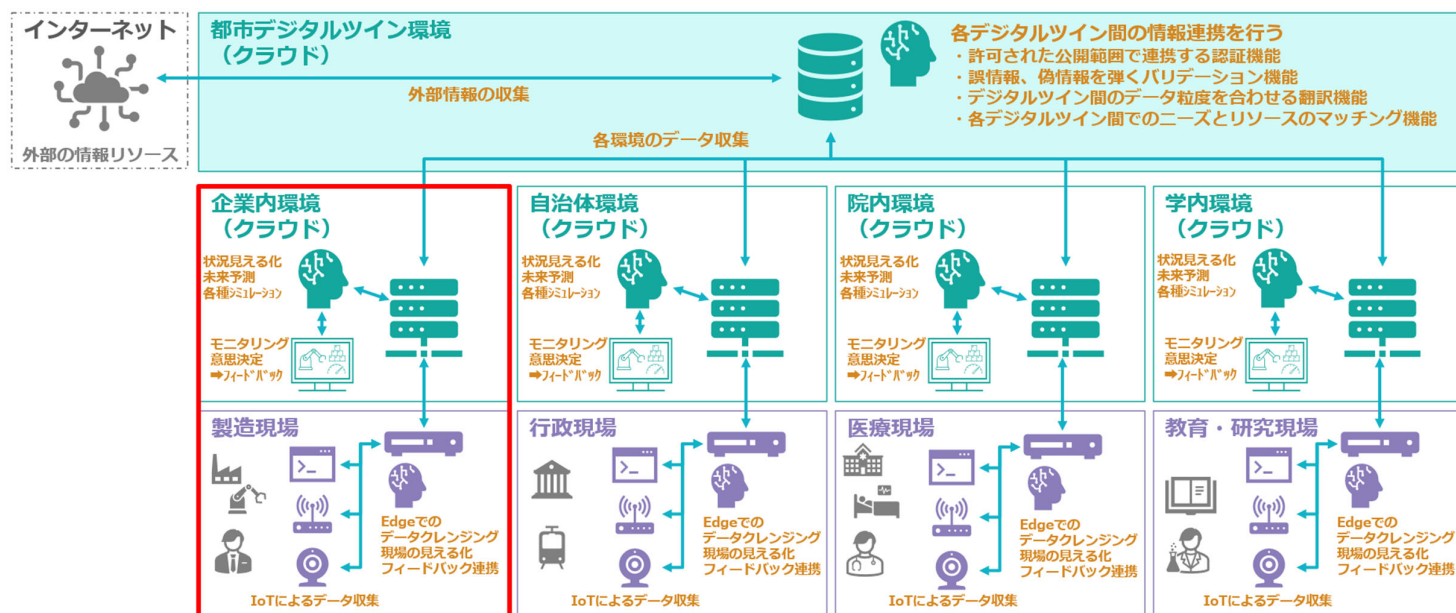 インターネット
外部の情報リソース
都市デジタルツイン環境
（クラウド）
外部情報の収集
各環境のデータ収集
各デジタルツイン間の情報連携を行う
・許可された公開範囲で連携する認証機能
・誤情報、偽情報を弾くバリデーション機能
・デジタルツイン間のデータ粒度を合わせる翻訳機能
・各デジタルツイン間でのニーズとリソースのマッチング機能
企業内環境
（クラウド）
状況見える化
未来予測
各種ｼﾐｭﾚｰｼｮﾝ
モニタリング
意思決定
➡ﾌｨｰﾄﾞﾊﾞｯｸ
自治体環境
（クラウド）
状況見える化
未来予測
各種ｼﾐｭﾚｰｼｮﾝ
モニタリング
意思決定
➡ﾌｨｰﾄﾞﾊﾞｯｸ
院内環境
（クラウド）
状況見える化
未来予測
各種ｼﾐｭﾚｰｼｮﾝ
モニタリング
意思決定
➡ﾌｨｰﾄﾞﾊﾞｯｸ
学内環境
（クラウド）
状況見える化
未来予測
各種ｼﾐｭﾚｰｼｮﾝ
モニタリング
意思決定
➡ﾌｨｰﾄﾞﾊﾞｯｸ
製造現場
>_
Edgeでの
データクレンジング
現場の見える化
フィードバック連携
IoTによるデータ収集
行政現場
>_
Edgeでの
データクレンジング
現場の見える化
フィードバック連携
IoTによるデータ収集
医療現場
>_
Edgeでの
データクレンジング
現場の見える化
フィードバック連携
IoTによるデータ収集
教育・研究現場
>_
Edgeでの
データクレンジング
現場の見える化
フィードバック連携
IoTによるデータ収集